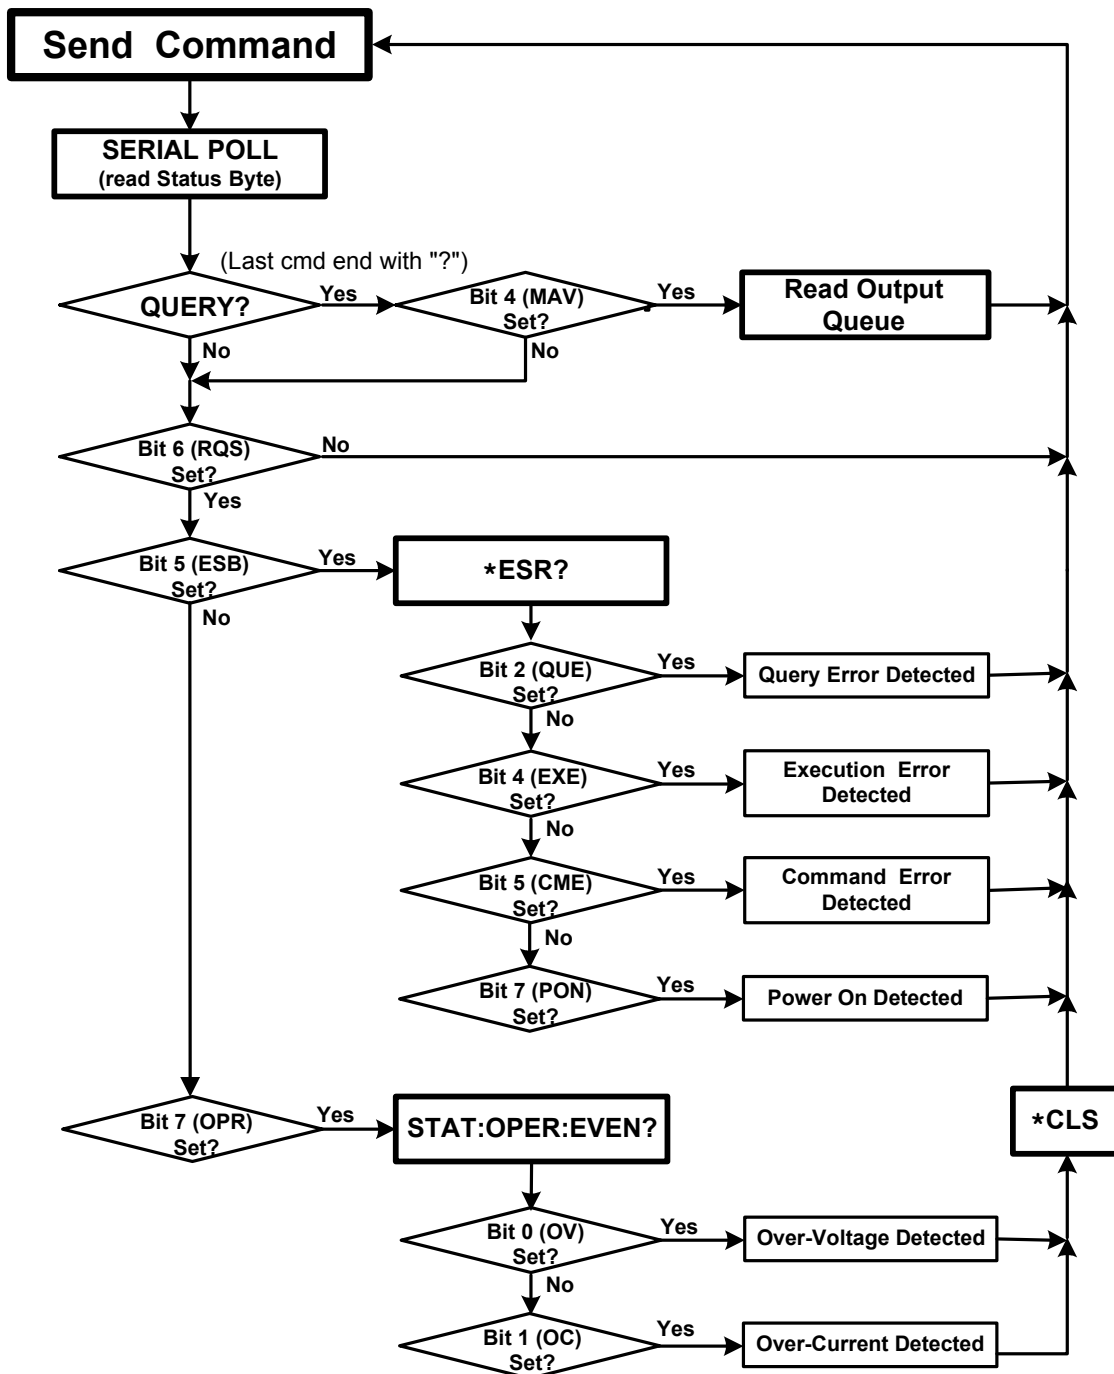 Send Command
SERIAL POLL
(read Status Byte)
(Last cmd end with "?")
QUERY?
Yes
Bit 4 (MAV)
Set?
Yes
Read Output
Queue
No
No
Bit 6 (RQS)
Set?
No
Yes
Bit 5 (ESB)
Set?
Yes
*ESR?
No
Bit 2 (QUE)
Set?
Yes
Query Error Detected
No
Bit 4 (EXE)
Set?
Yes
Execution Error
Detected
No
Bit 5 (CME)
Set?
Yes
Command Error
Detected
No
Bit 7 (PON)
Set?
Yes
Power On Detected
Bit 7 (OPR)
Set?
Yes
STAT:OPER:EVEN?
*CLS
Bit 0 (OV)
Set?
Yes
Over-Voltage Detected
No
Bit 1 (OC)
Set?
Yes
Over-Current Detected